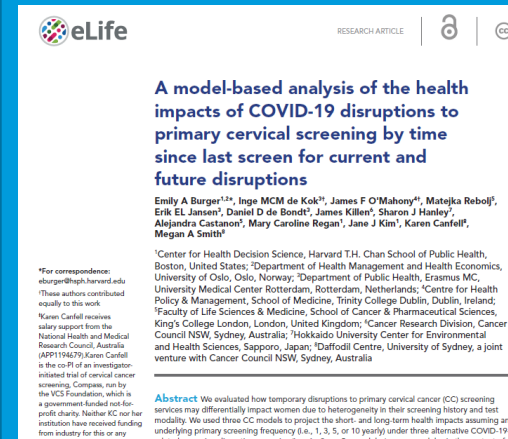 eLife
RESEARCH ARTICLE
cc
A model-based analysis of the health
impacts of COVID-19 disruptions to
primary cervical screening by time
since last screen for current and
future disruptions
Emily A Burger1,2*, Inge MCM de Kok3†, James F O'Mahony4†, Matejka Rebolj5,
Erik EL Jansen3, Daniel D de Bondt3, James Killen6, Sharon J Hanley7,
Alejandra Castanon5, Mary Caroline Regan1, Jane J Kim1, Karen Canfell8,
Megan A Smith8
1Center for Health Decision Science, Harvard T.H. Chan School of Public Health,
Boston, United States; 2Department of Health Management and Health Economics,
University of Oslo, Oslo, Norway; 3Department of Public Health, Erasmus MC,
University Medical Center Rotterdam, Rotterdam, Netherlands; 4Centre for Health
Policy & Management, School of Medicine, Trinity College Dublin, Dublin, Ireland;
5Faculty of Life Sciences & Medicine, School of Cancer & Pharmaceutical Sciences,
King's College London, London, United Kingdom; 6Cancer Research Division, Cancer
Council NSW, Sydney, Australia; 7Hokkaido University Center for Environmental
and Health Sciences, Sapporo, Japan; 8Daffodil Centre, University of Sydney, a joint
venture with Cancer Council NSW, Sydney, Australia
*For correspondence:
eburger@hsph.harvard.edu
†These authors contributed
equally to this work
‡Karen Canfell receives
salary support from the
National Health and Medical
Research Council, Australia
(APP1194679).Karen Canfell
is the co-PI of an investigator-
initiated trial of cervical cancer
screening, Compass, run by
the VCS Foundation, which is
a government-funded not-for-
profit charity. Neither KC nor her
institution have received funding
from industry for this or any
Abstract We evaluated how temporary disruptions to primary cervical cancer (CC) screening
services may differentially impact women due to heterogeneity in their screening history and test
modality. We used three CC models to project the short- and long-term health impacts assuming an
underlying primary screening frequency (i.e., 1, 3, 5, or 10 yearly) under three alternative COVID-19-